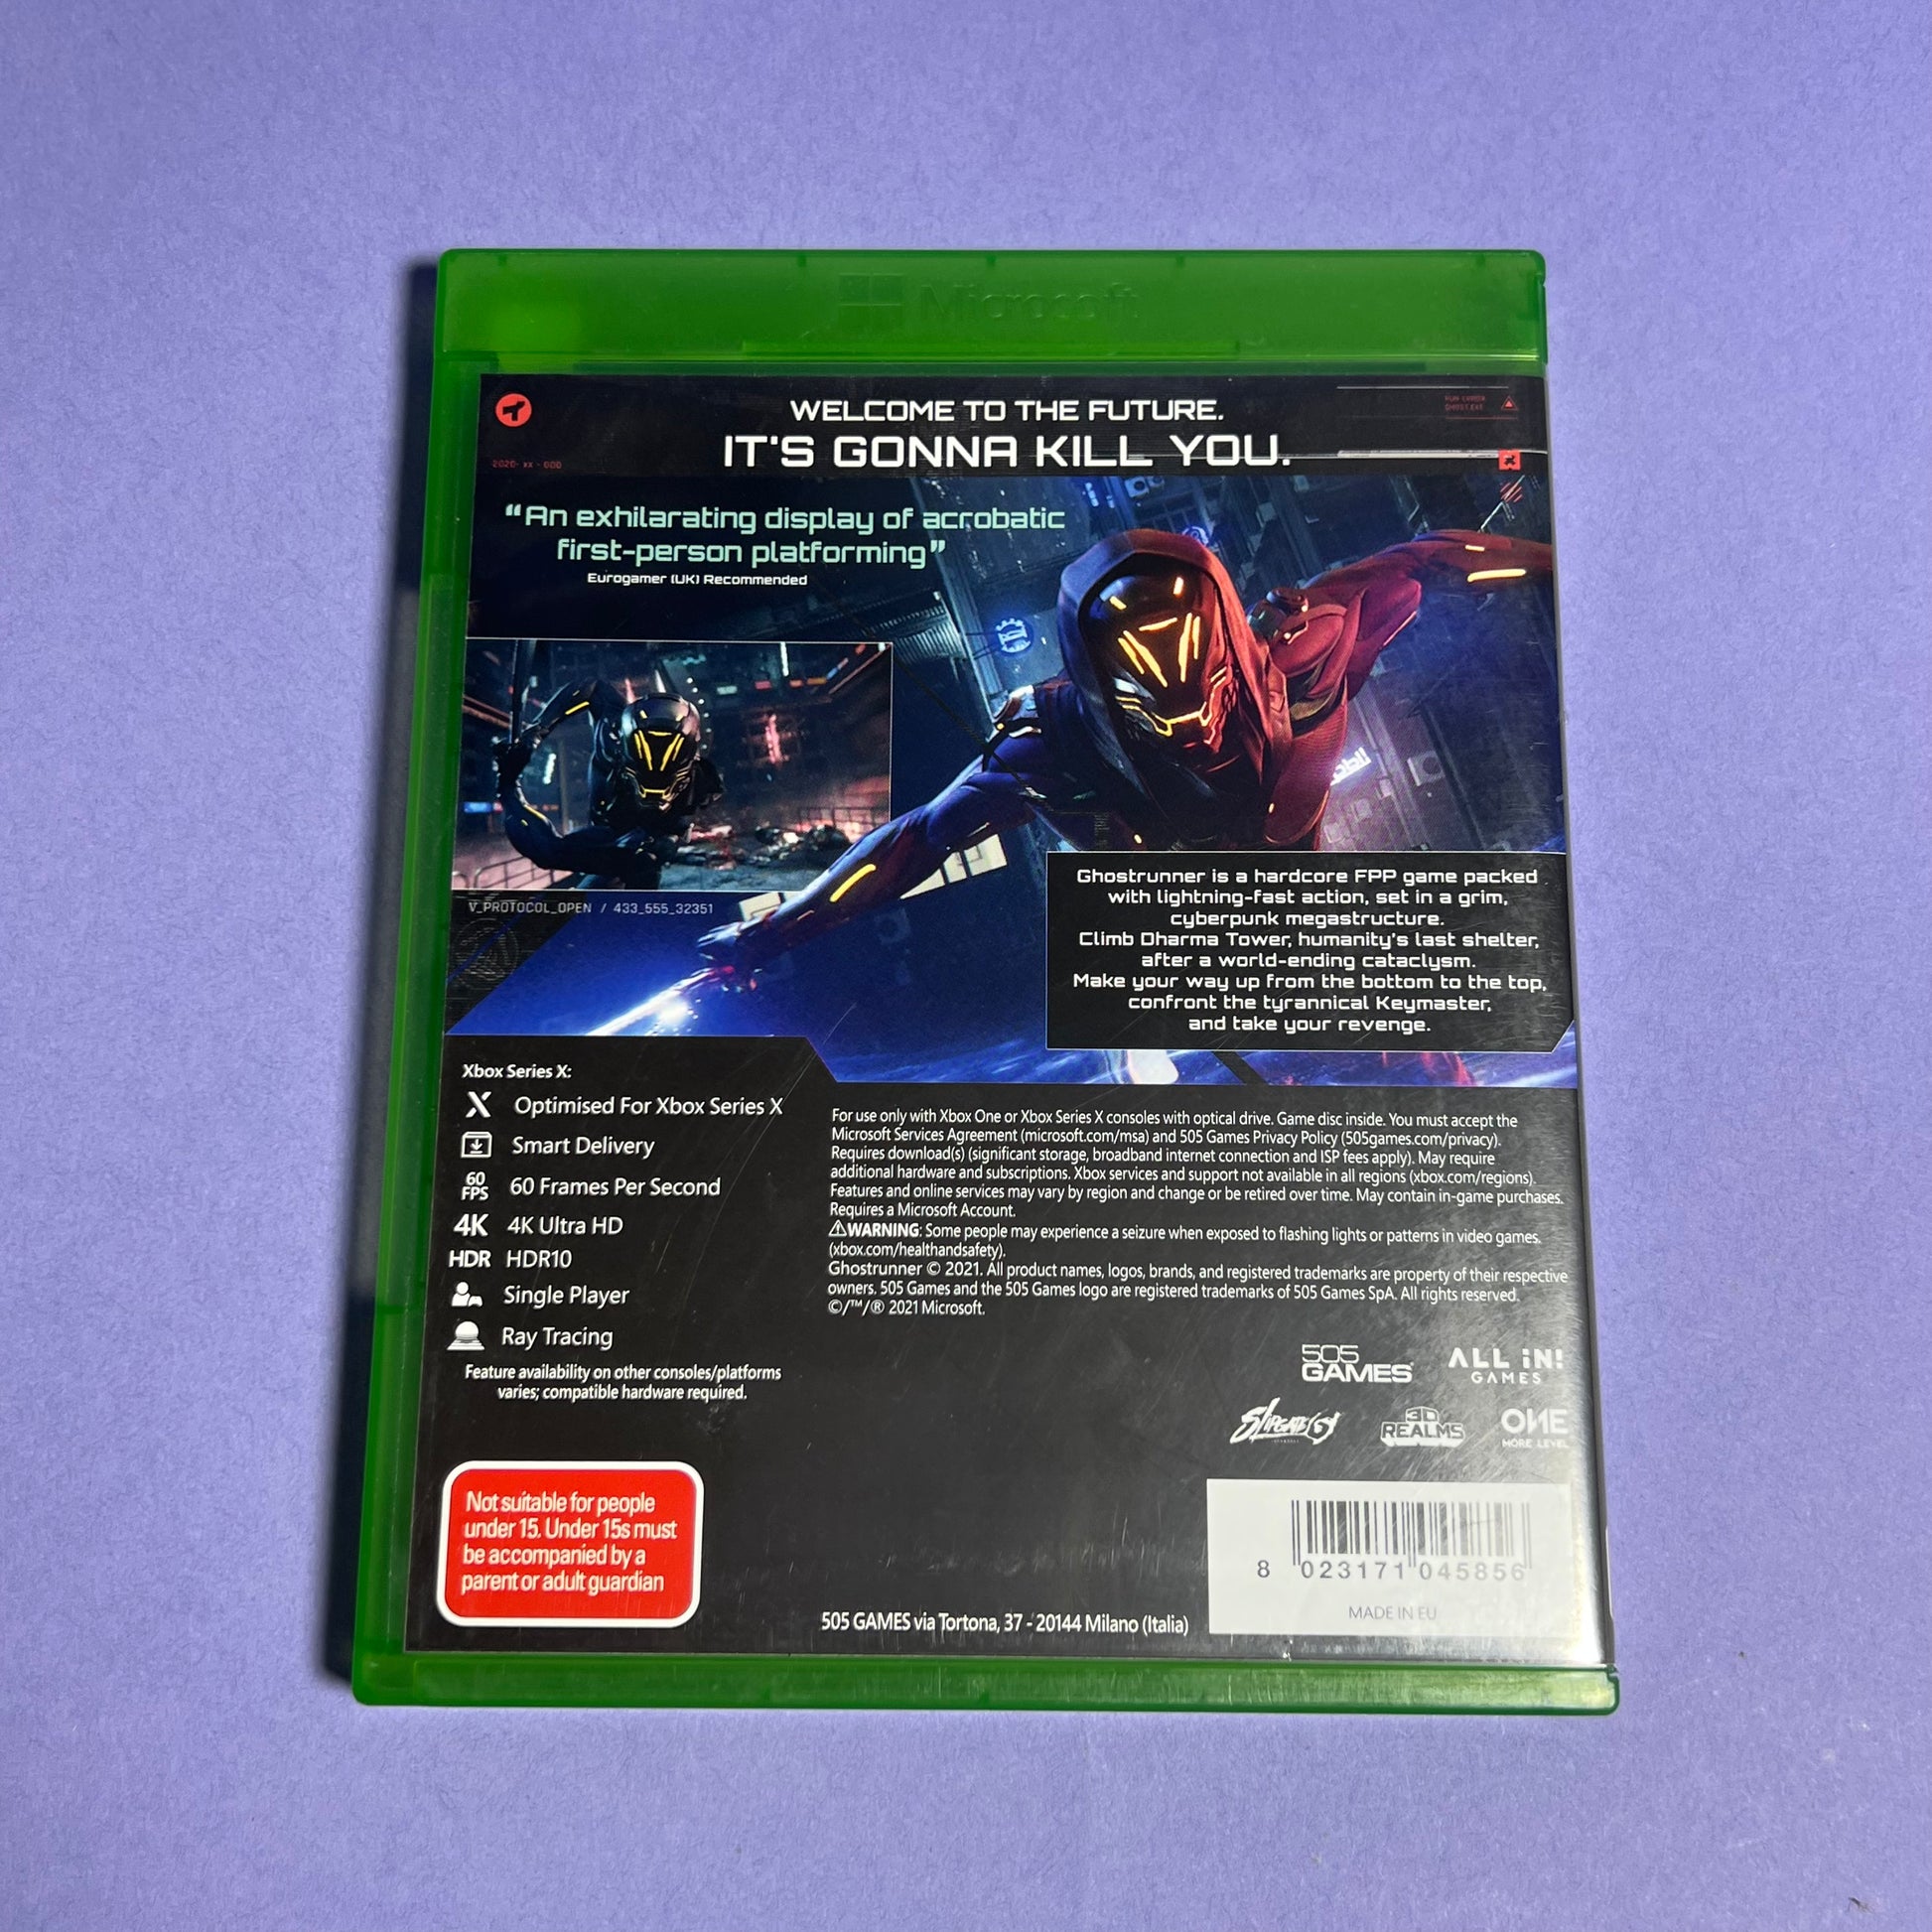 Microsoft
WELCOME TO THE FUTURE.
IT'S GONNA KILL YOU.
2020- xx - 600
“An exhilarating display of acrobatic
first-person platforming”
Eurogamer (UK) Recommended
V_PROTOCOL_OPEN / 433_555_32351
Ghostrunner is a hardcore FPP game packed
with lightning-fast action, set in a grim,
cyberpunk megastructure.
Climb Dharma Tower, humanity's last shelter,
after a world-ending cataclysm.
Make your way up from the bottom to the top,
confront the tyrannical Keymaster,
and take your revenge.
Xbox Series X:
X Optimised For Xbox Series X
Smart Delivery
60 FPS 60 Frames Per Second
4K 4K Ultra HD
HDR HDR10
Single Player
Ray Tracing
Feature availability on other consoles/platforms
varies; compatible hardware required.
For use only with Xbox One or Xbox Series X consoles with optical drive. Game disc inside. You must accept the
Microsoft Services Agreement (microsoft.com/msa) and 505 Games Privacy Policy (505games.com/privacy).
Requires download(s) (significant storage, broadband internet connection and ISP fees apply). May require
additional hardware and subscriptions. Xbox services and support not available in all regions (xbox.com/regions).
Features and online services may vary by region and change or be retired over time. May contain in-game purchases.
Requires a Microsoft Account.
⚠WARNING: Some people may experience a seizure when exposed to flashing lights or patterns in video games.
(xbox.com/healthandsafety).
Ghostrunner © 2021. All product names, logos, brands, and registered trademarks are property of their respective
owners. 505 Games and the 505 Games logo are registered trademarks of 505 Games SpA. All rights reserved.
©/™/® 2021 Microsoft.
505
GAMES
ALL iN!
GAMES
SLIPGATE
3D
REALMS
ONE
MORE LEVEL
Not suitable for people
under 15. Under 15s must
be accompanied by a
parent or adult guardian
505 GAMES via Tortona, 37 - 20144 Milano (Italia)
8 023171 045856
MADE IN EU